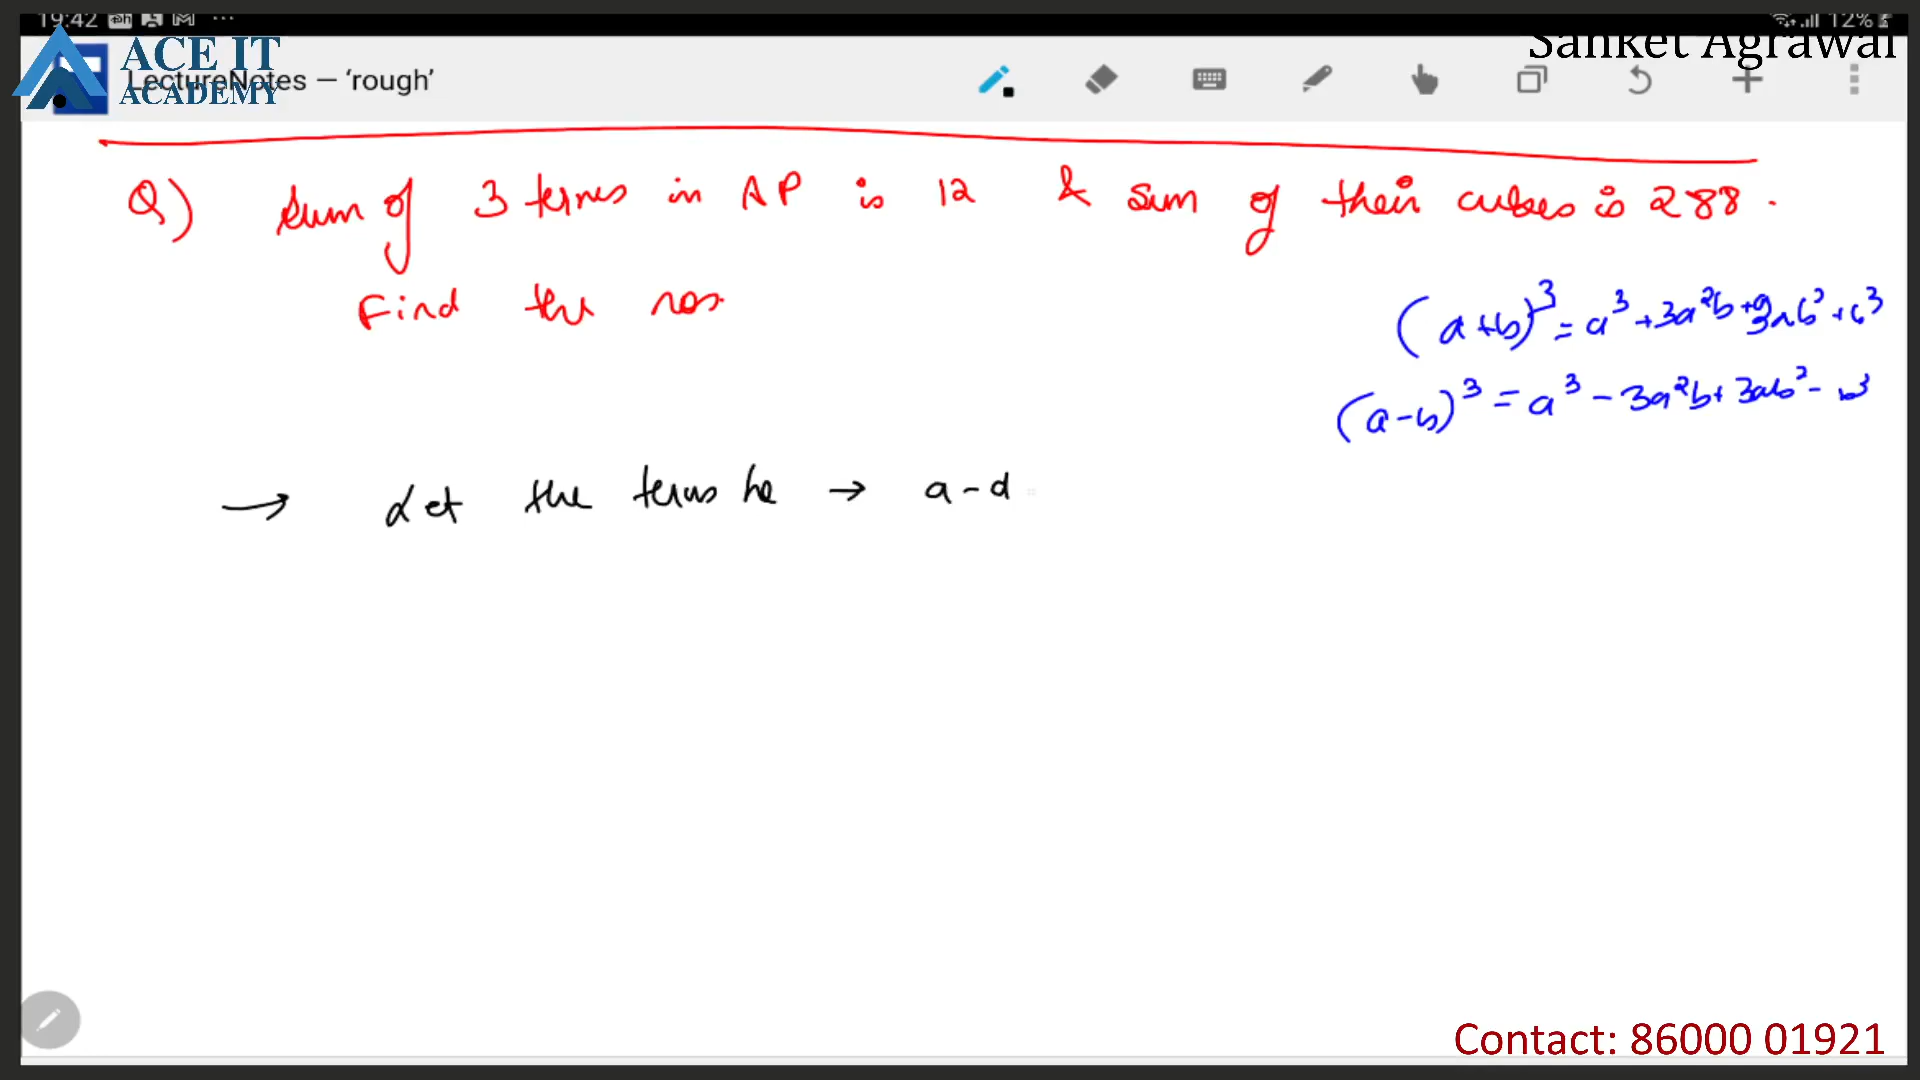 19:42
12%
ACE IT
ACADEMY
LectureNotes — ‘rough’
Sanket Agrawal
Q) Sum of 3 terms in AP is 12 & sum of their cubes is 288.
Find the nos.
(a+b)³ = a³ + 3a²b + 3ab² + b³
(a-b)³ = a³ - 3a²b + 3ab² - b³
→ Let the terms be → a-d
Contact: 86000 01921